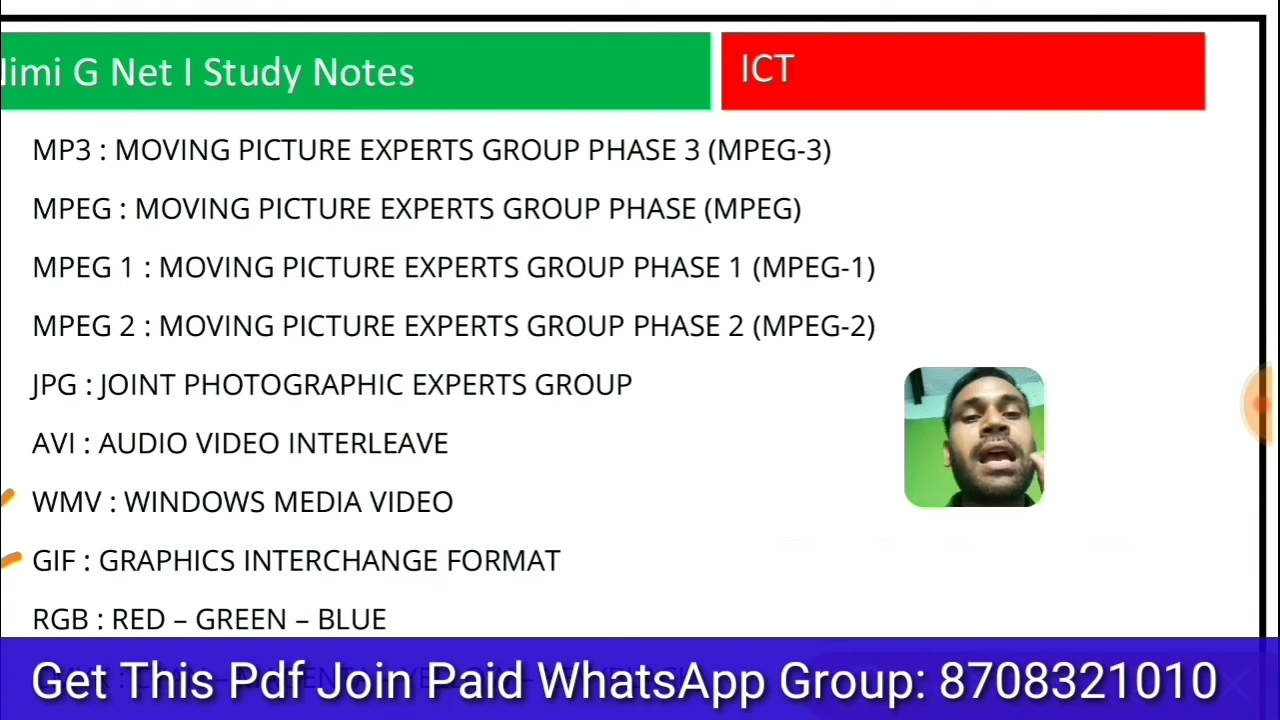 imi G Net I Study Notes
ICT
MP3 : MOVING PICTURE EXPERTS GROUP PHASE 3 (MPEG-3)
MPEG : MOVING PICTURE EXPERTS GROUP PHASE (MPEG)
MPEG 1 : MOVING PICTURE EXPERTS GROUP PHASE 1 (MPEG-1)
MPEG 2 : MOVING PICTURE EXPERTS GROUP PHASE 2 (MPEG-2)
JPG : JOINT PHOTOGRAPHIC EXPERTS GROUP
AVI : AUDIO VIDEO INTERLEAVE
WMV : WINDOWS MEDIA VIDEO
GIF : GRAPHICS INTERCHANGE FORMAT
RGB : RED – GREEN – BLUE
Get This Pdf Join Paid WhatsApp Group: 8708321010